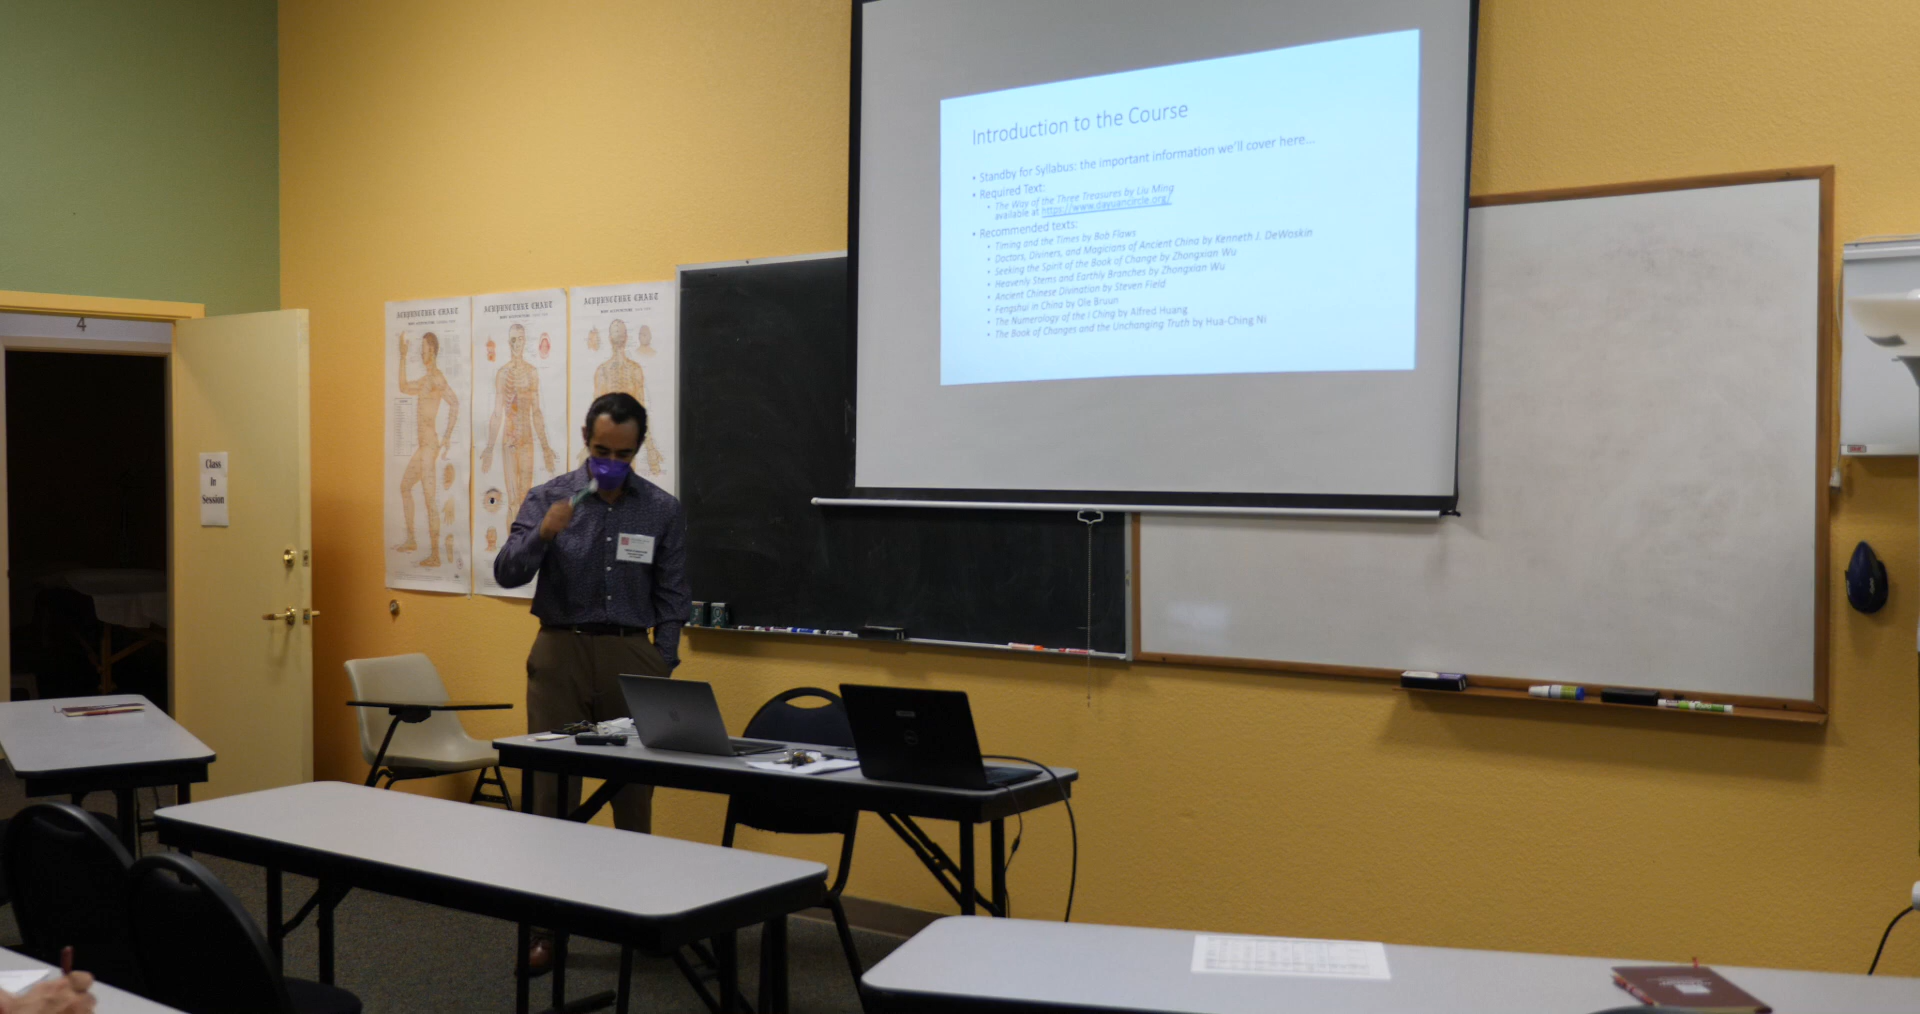 Introduction to the Course
• Standby for Syllabus: the important information we'll cover here...
• Required Text:
• The Way of the Three Treasures by Liu Ming
available at https://www.dayuancircle.org/
• Recommended texts:
• Timing and the Times by Bob Flaws
• Doctors, Diviners, and Magicians of Ancient China by Kenneth J. DeWoskin
• Seeking the Spirit of the Book of Change by Zhongxian Wu
• Heavenly Stems and Earthly Branches by Zhongxian Wu
• Ancient Chinese Divination by Steven Field
• Fengshui in China by Ole Bruun
• The Numerology of the I Ching by Alfred Huang
• The Book of Changes and the Unchanging Truth by Hua-Ching Ni
4
ACUPUNCTURE CHART
ACUPUNCTURE CHART
ACUPUNCTURE CHART
Class
In
Session